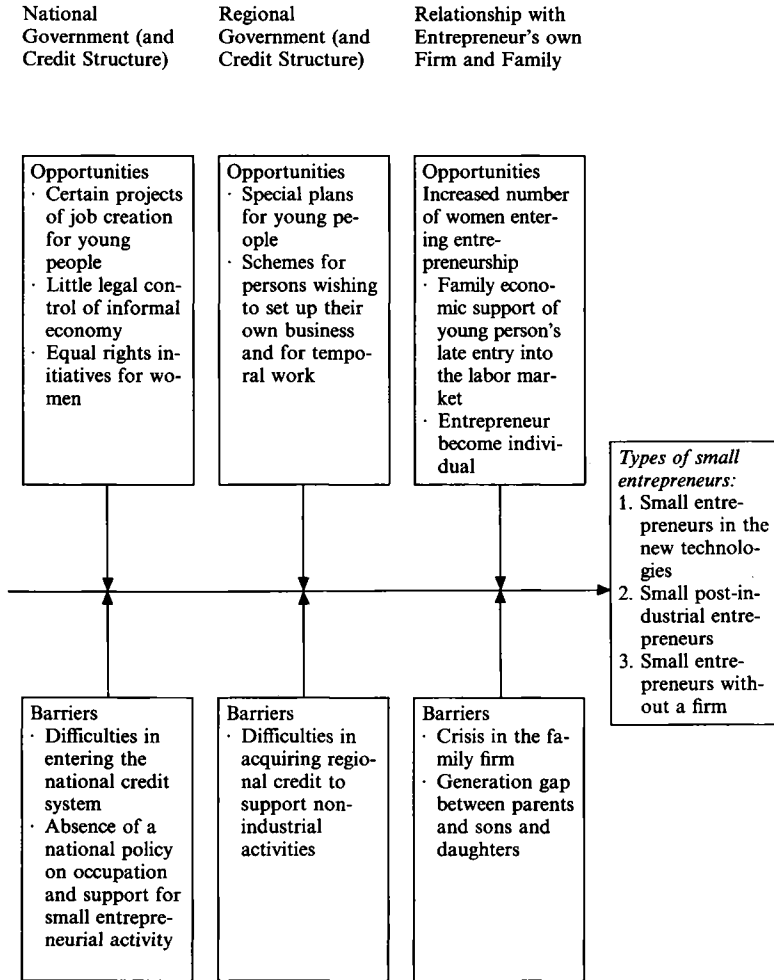 National
Government (and
Credit Structure)
Regional
Government (and
Credit Structure)
Relationship with
Entrepreneur's own
Firm and Family
Opportunities
· Certain projects
of job creation
for young
people
· Little legal con-
trol of informal
economy
· Equal rights in-
itiatives for wo-
men
Opportunities
· Special plans
for young pe-
ople
· Schemes for
persons wishing
to set up their
own business
and for tempo-
ral work
Opportunities
Increased number
of women enter-
ing entre-
preneurship
· Family econo-
mic support of
young person's
late entry into
the labor mar-
ket
· Entrepreneur
become indivi-
dual
Types of small
entrepreneurs:
1. Small entre-
preneurs in the
new technolo-
gies
2. Small post-in-
dustrial entre-
preneurs
3. Small entre-
preneurs with-
out a firm
Barriers
· Difficulties in
entering the
national credit
system
· Absence of a
national policy
on occupation
and support for
small entrepre-
neurial activity
Barriers
· Difficulties in
acquiring regio-
nal credit to
support non-
industrial
activities
Barriers
· Crisis in the fa-
mily firm
· Generation gap
between parents
and sons and
daughters